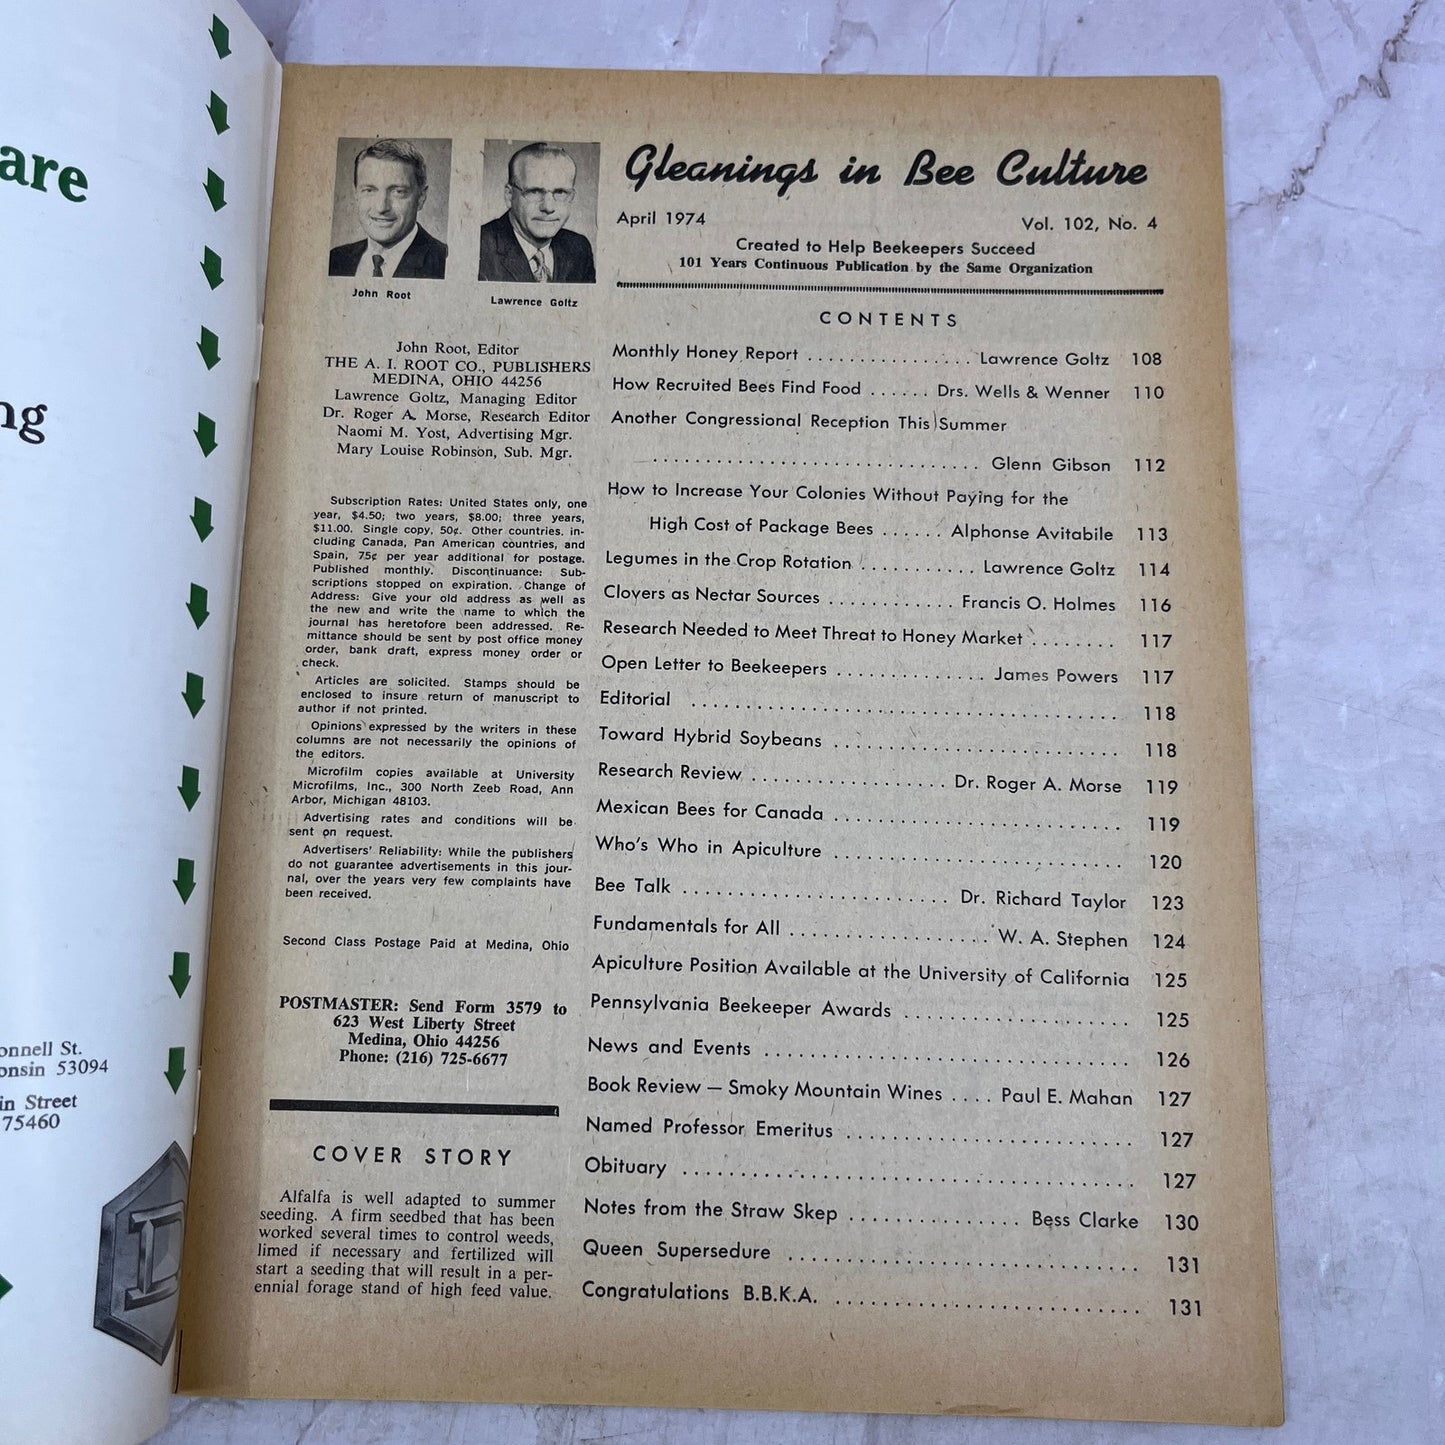 are
ng
onnell St.
onsin 53094
in Street
75460
D
John Root
Lawrence Goltz
John Root, Editor
THE A. I. ROOT CO., PUBLISHERS
MEDINA, OHIO 44256
Lawrence Goltz, Managing Editor
Dr. Roger A. Morse, Research Editor
Naomi M. Yost, Advertising Mgr.
Mary Louise Robinson, Sub. Mgr.
Subscription Rates: United States only, one
year, $4.50; two years, $8.00; three years,
$11.00. Single copy, 50¢. Other countries, in-
cluding Canada, Pan American countries, and
Spain, 75¢ per year additional for postage.
Published monthly. Discontinuance: Sub-
scriptions stopped on expiration. Change of
Address: Give your old address as well as
the new and write the name to which the
journal has heretofore been addressed. Re-
mittance should be sent by post office money
order, bank draft, express money order or
check.
Articles are solicited. Stamps should be
enclosed to insure return of manuscript to
author if not printed.
Opinions expressed by the writers in these
columns are not necessarily the opinions of
the editors.
Microfilm copies available at University
Microfilms, Inc., 300 North Zeeb Road, Ann
Arbor, Michigan 48103.
Advertising rates and conditions will be
sent on request.
Advertisers' Reliability: While the publishers
do not guarantee advertisements in this jour-
nal, over the years very few complaints have
been received.
Second Class Postage Paid at Medina, Ohio
POSTMASTER: Send Form 3579 to
623 West Liberty Street
Medina, Ohio 44256
Phone: (216) 725-6677
COVER STORY
Alfalfa is well adapted to summer
seeding. A firm seedbed that has been
worked several times to control weeds,
limed if necessary and fertilized will
start a seeding that will result in a per-
ennial forage stand of high feed value.
Gleanings in Bee Culture
April 1974 Vol. 102, No. 4
Created to Help Beekeepers Succeed
101 Years Continuous Publication by the Same Organization
CONTENTS
Monthly Honey Report ................ Lawrence Goltz 108
How Recruited Bees Find Food ...... Drs. Wells & Wenner 110
Another Congressional Reception This Summer
............................... Glenn Gibson 112
How to Increase Your Colonies Without Paying for the
High Cost of Package Bees ...... Alphonse Avitabile 113
Legumes in the Crop Rotation ........... Lawrence Goltz 114
Clovers as Nectar Sources ............ Francis O. Holmes 116
Research Needed to Meet Threat to Honey Market ........ 117
Open Letter to Beekeepers .............. James Powers 117
Editorial ........................................ 118
Toward Hybrid Soybeans ........................... 118
Research Review .................. Dr. Roger A. Morse 119
Mexican Bees for Canada ........................... 119
Who's Who in Apiculture ........................... 120
Bee Talk ......................... Dr. Richard Taylor 123
Fundamentals for All ................... W. A. Stephen 124
Apiculture Position Available at the University of California 125
Pennsylvania Beekeeper Awards ..................... 125
News and Events .................................. 126
Book Review — Smoky Mountain Wines .... Paul E. Mahan 127
Named Professor Emeritus ........................... 127
Obituary .......................................... 127
Notes from the Straw Skep ................ Bess Clarke 130
Queen Supersedure ................................. 131
Congratulations B.B.K.A. ............................. 131